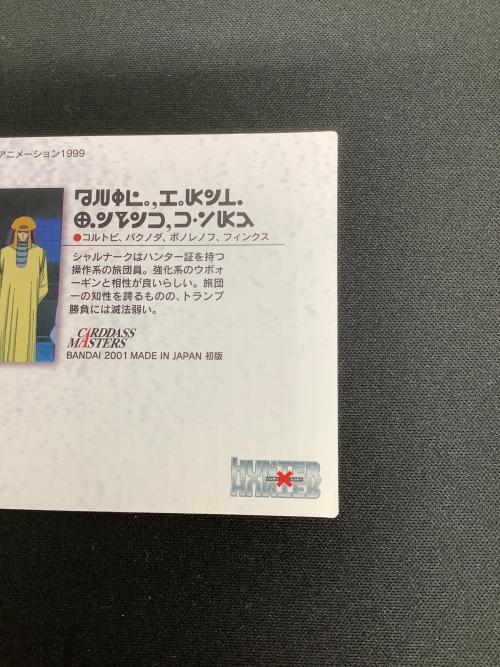 アニメーション1999
●コルトピ、パクノダ、ボノレノフ、フィンクス
シャルナークはハンター証を持つ
操作系の旅団員。強化系のウボォ
ーギンと相性が良いらしい。旅団
一の知性を誇るものの、トランプ
勝負には滅法弱い。
CARDDASS
MASTERS
BANDAI 2001 MADE IN JAPAN 初版
HUNTER
HUNTER